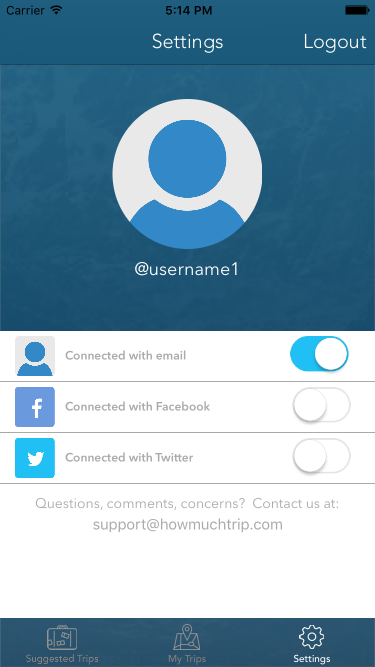 Carrier 5:14 PM
Settings Logout
@username1
Connected with email
Connected with Facebook
Connected with Twitter
Questions, comments, concerns? Contact us at:
support@howmuchtrip.com
Suggested Trips My Trips Settings